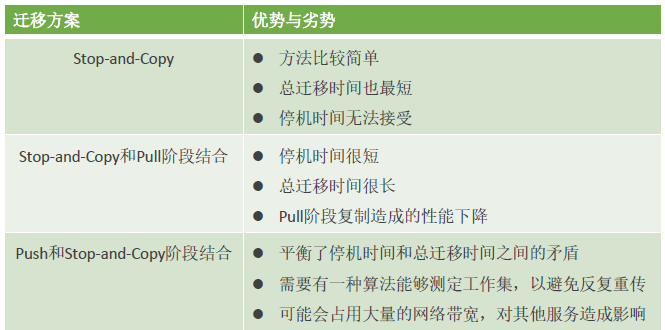 迁移方案 优势与劣势
Stop-and-Copy
● 方法比较简单
● 总迁移时间也最短
● 停机时间无法接受
Stop-and-Copy和Pull阶段结合
● 停机时间很短
● 总迁移时间很长
● Pull阶段复制造成的性能下降
Push和Stop-and-Copy阶段结合
● 平衡了停机时间和总迁移时间之间的矛盾
● 需要有一种算法能够测定工作集，以避免反复重传
● 可能会占用大量的网络带宽，对其他服务造成影响